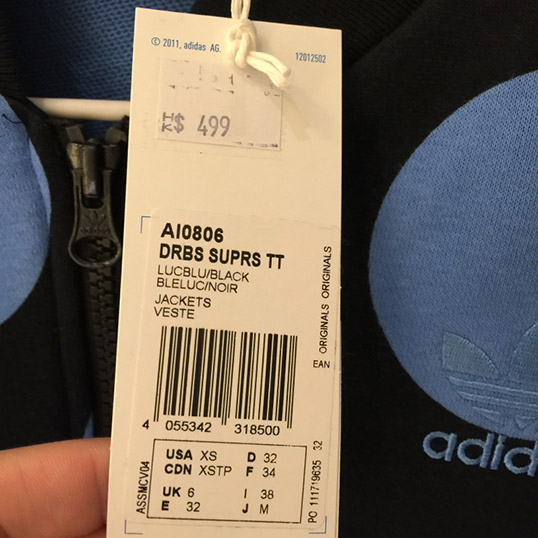 © 2011, adidas AG.
12012502
HK$ 499
AI0806
DRBS SUPRS TT
LUCBLU/BLACK
BLELUC/NOIR
JACKETS
VESTE
ORIGINALS ORIGINALS
EAN
4 055342 318500
USA XS D 32
CDN XSTP F 34
UK 6 I 38
E 32 J M
ASSMCV04
PO 111719635 32
adid